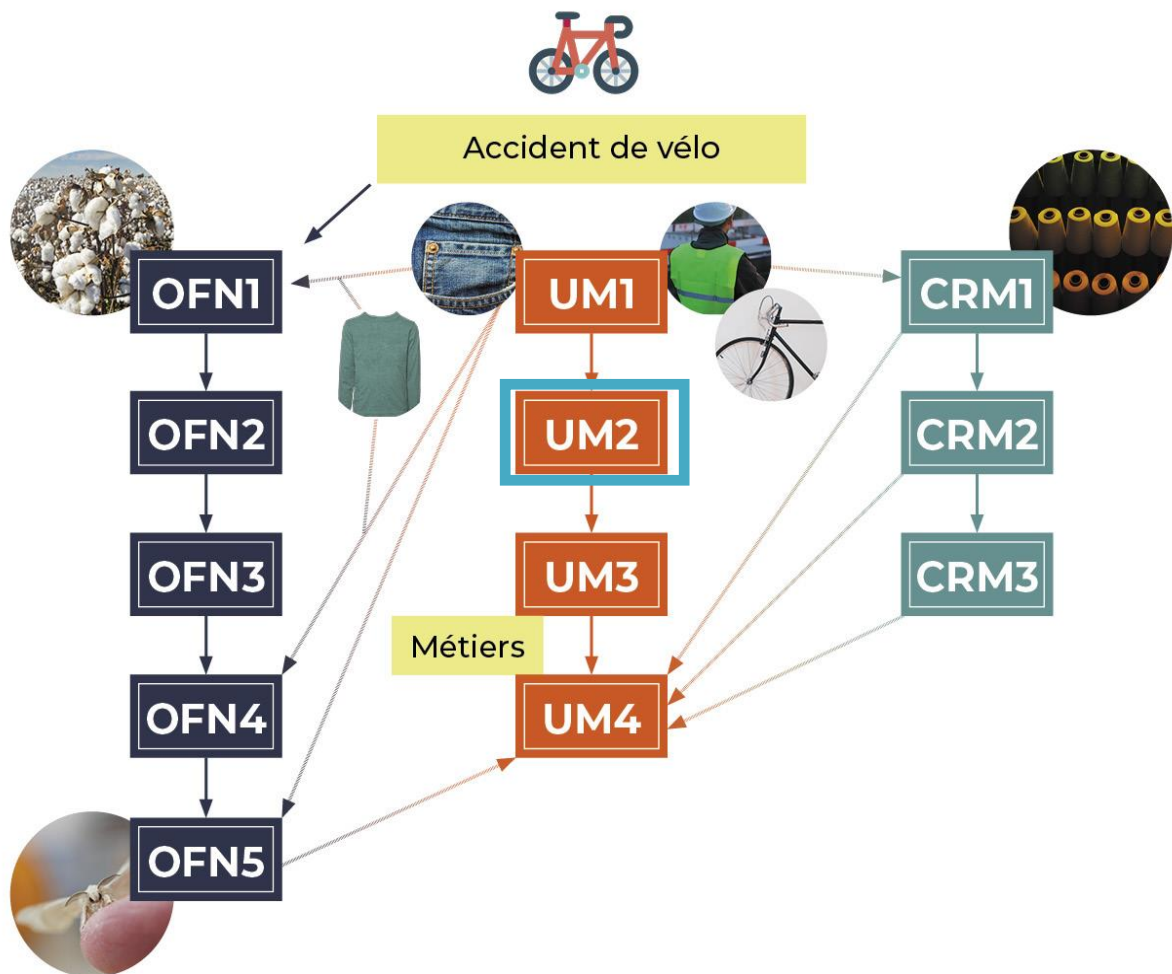 Accident de vélo
OFN1
UM1
CRM1
OFN2
UM2
CRM2
OFN3
UM3
CRM3
Métiers
OFN4
UM4
OFN5